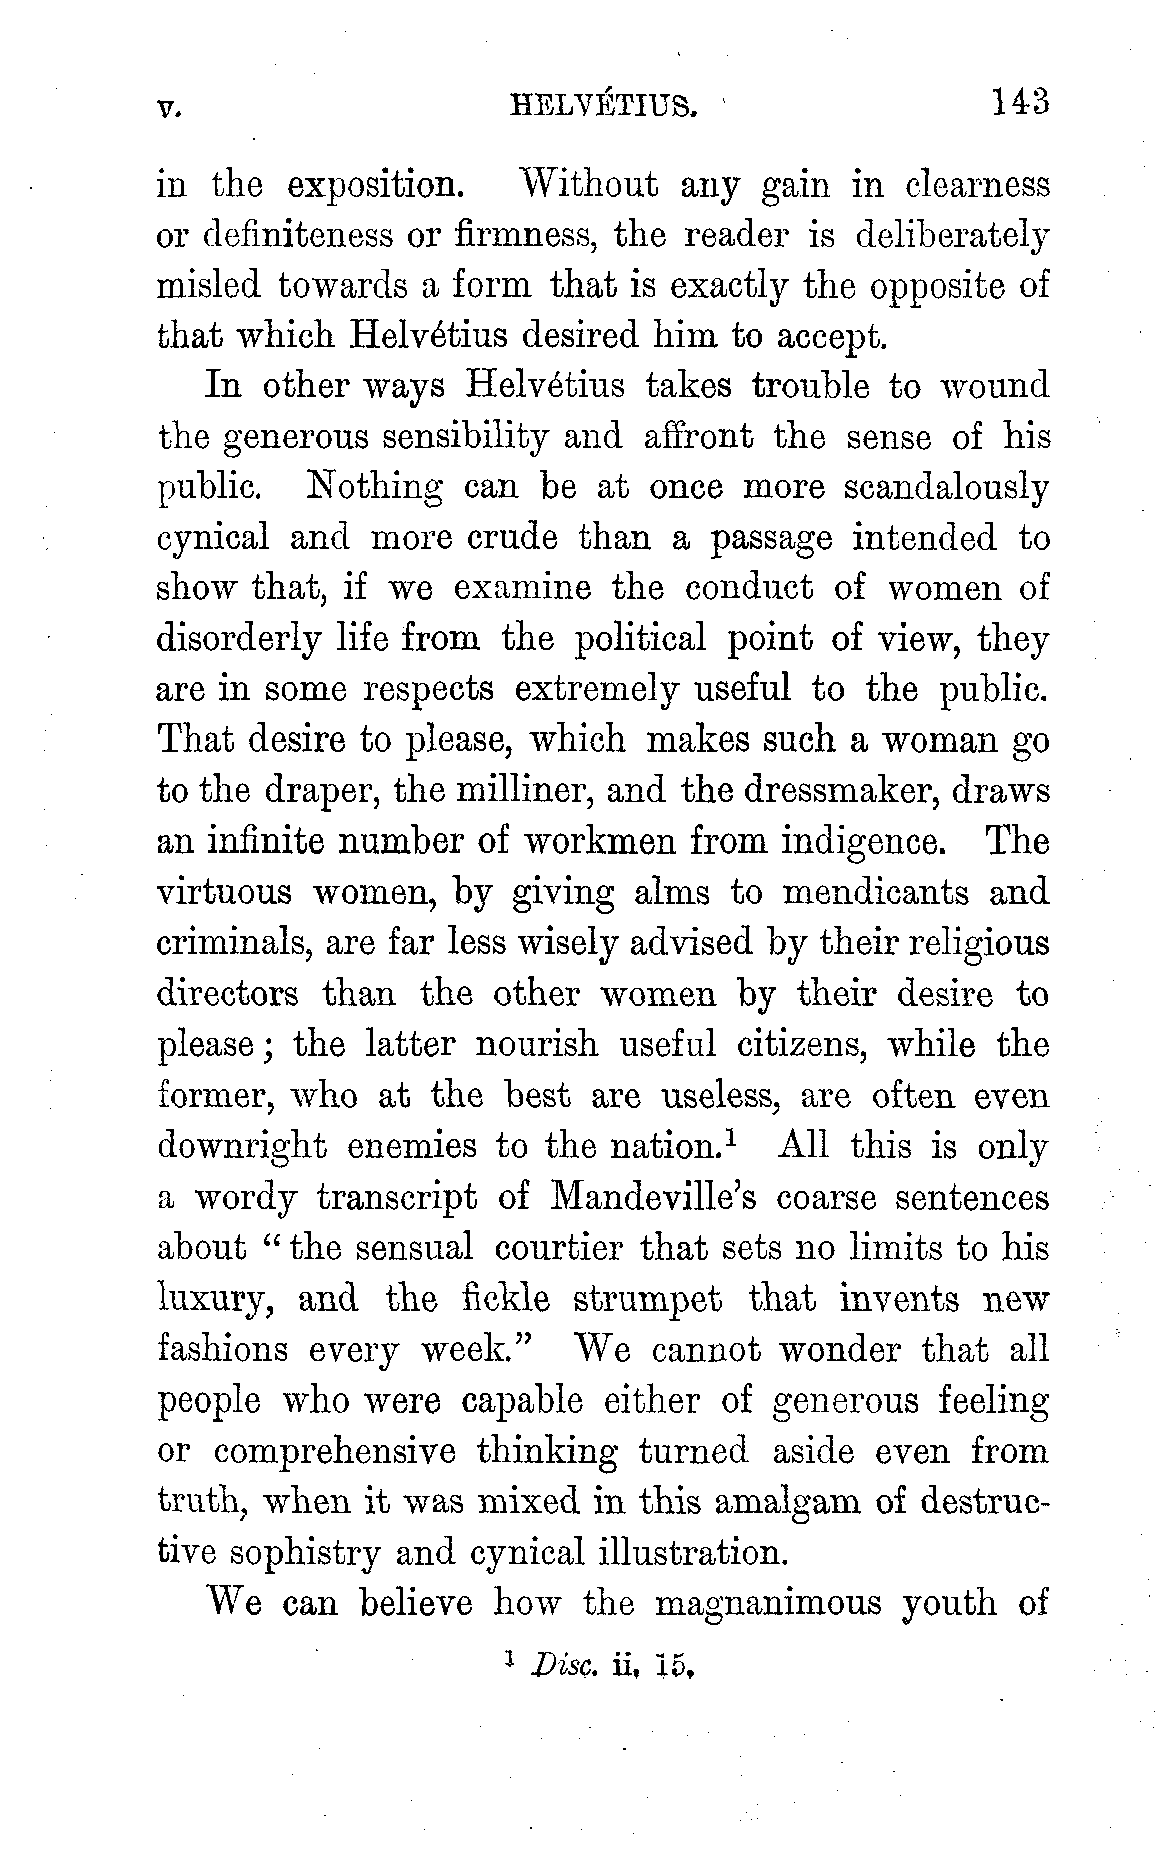 v. HELVÉTIUS. 143
in the exposition. Without any gain in clearness
or definiteness or firmness, the reader is deliberately
misled towards a form that is exactly the opposite of
that which Helvétius desired him to accept.
In other ways Helvétius takes trouble to wound
the generous sensibility and affront the sense of his
public. Nothing can be at once more scandalously
cynical and more crude than a passage intended to
show that, if we examine the conduct of women of
disorderly life from the political point of view, they
are in some respects extremely useful to the public.
That desire to please, which makes such a woman go
to the draper, the milliner, and the dressmaker, draws
an infinite number of workmen from indigence. The
virtuous women, by giving alms to mendicants and
criminals, are far less wisely advised by their religious
directors than the other women by their desire to
please; the latter nourish useful citizens, while the
former, who at the best are useless, are often even
downright enemies to the nation.¹ All this is only
a wordy transcript of Mandeville's coarse sentences
about "the sensual courtier that sets no limits to his
luxury, and the fickle strumpet that invents new
fashions every week." We cannot wonder that all
people who were capable either of generous feeling
or comprehensive thinking turned aside even from
truth, when it was mixed in this amalgam of destruc-
tive sophistry and cynical illustration.
We can believe how the magnanimous youth of
¹ Disc. ii. 15.